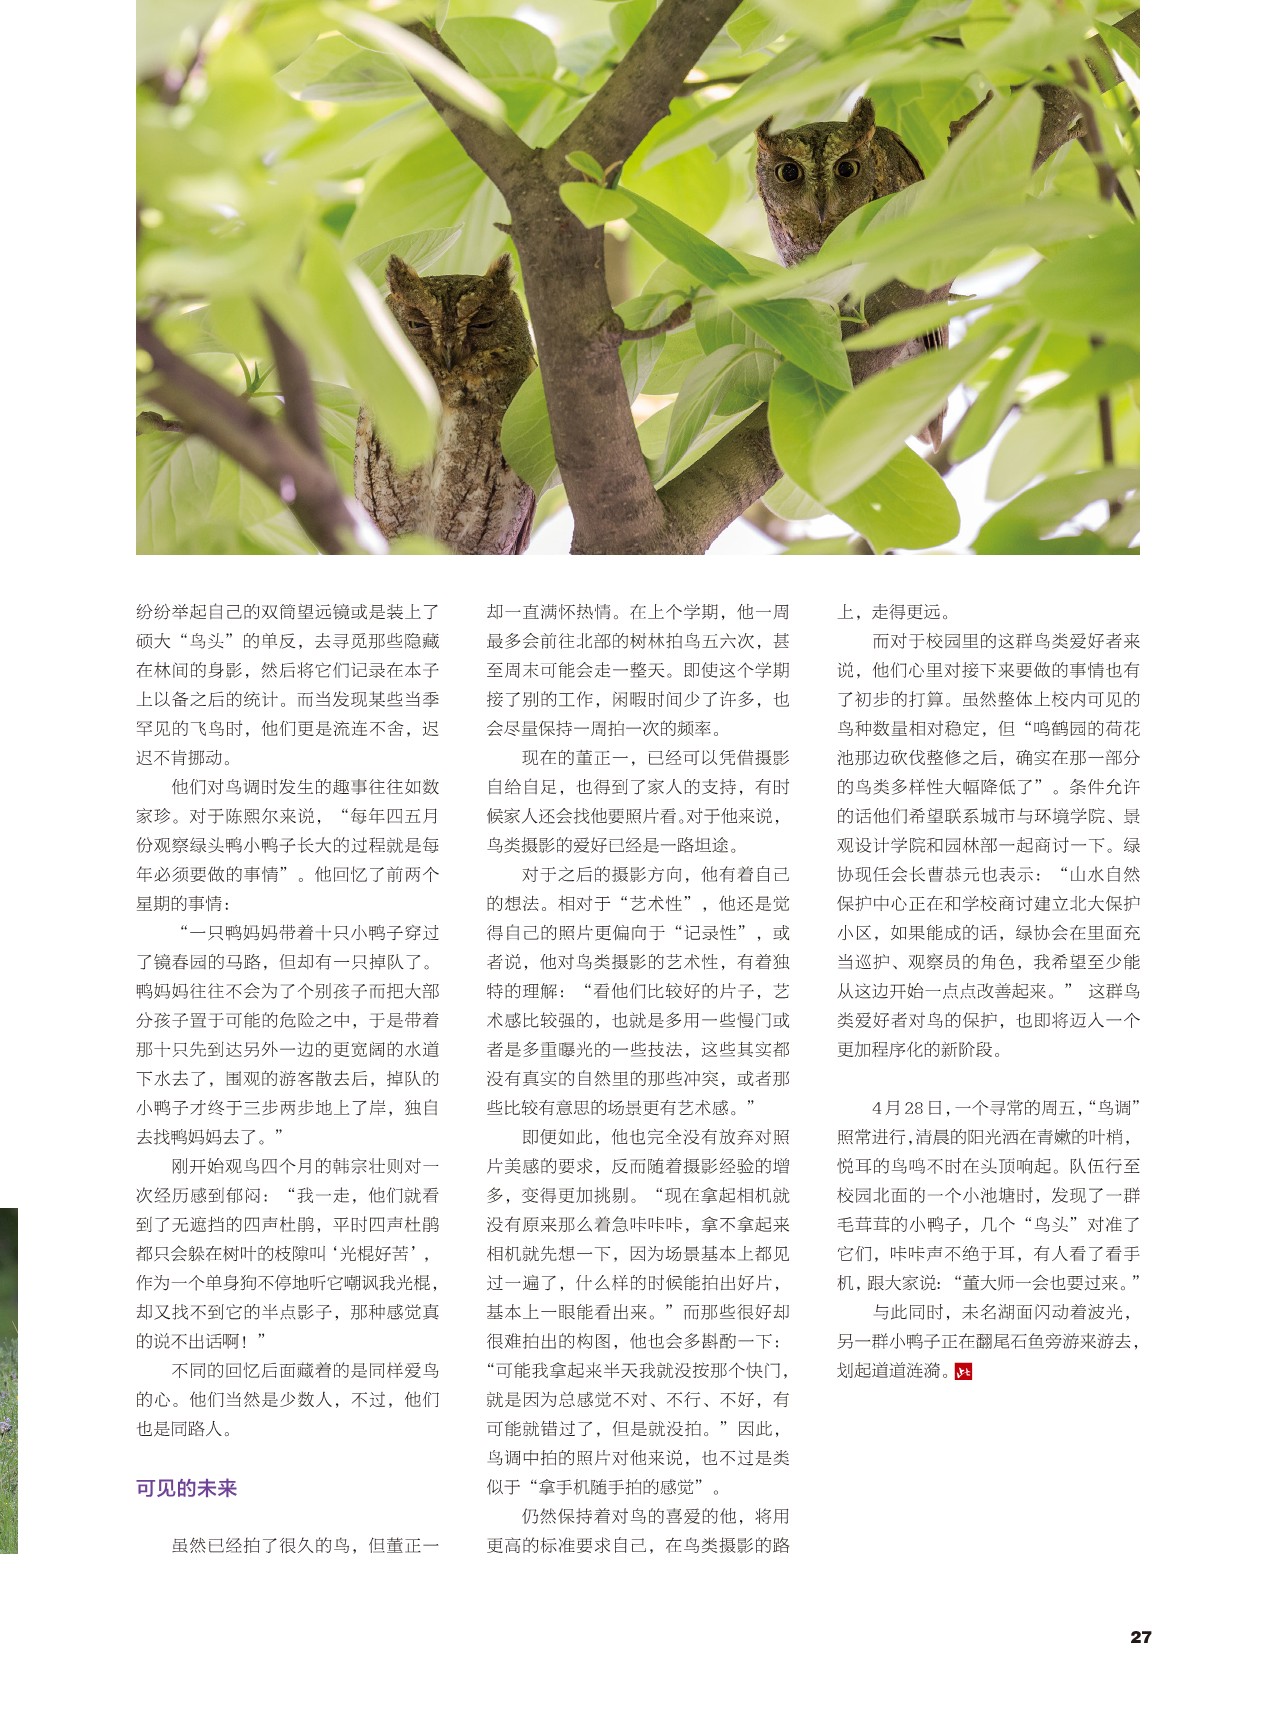 纷纷举起自己的双筒望远镜或是装上了
硕大“鸟头”的单反，去寻觅那些隐藏
在林间的身影，然后将它们记录在本子
上以备之后的统计。而当发现某些当季
罕见的飞鸟时，他们更是流连不舍，迟
迟不肯挪动。
他们对鸟调时发生的趣事往往如数
家珍。对于陈熙尔来说，“每年四五月
份观察绿头鸭小鸭子长大的过程就是每
年必须要做的事情”。他回忆了前两个
星期的事情：
“一只鸭妈妈带着十只小鸭子穿过
了镜春园的马路，但却有一只掉队了。
鸭妈妈往往不会为了个别孩子而把大部
分孩子置于可能的危险之中，于是带着
那十只先到达另外一边的更宽阔的水道
下水去了，围观的游客散去后，掉队的
小鸭子才终于三步两步地上了岸，独自
去找鸭妈妈去了。”
刚开始观鸟四个月的韩宗壮则对一
次经历感到郁闷：“我一走，他们就看
到了无遮挡的四声杜鹃，平时四声杜鹃
都只会躲在树叶的枝隙叫‘光棍好苦’，
作为一个单身狗不停地听它嘲讽我光棍，
却又找不到它的半点影子，那种感觉真
的说不出话啊！”
不同的回忆后面藏着的是同样爱鸟
的心。他们当然是少数人，不过，他们
也是同路人。
可见的未来
虽然已经拍了很久的鸟，但董正一
却一直满怀热情。在上个学期，他一周
最多会前往北部的树林拍鸟五六次，甚
至周末可能会走一整天。即使这个学期
接了别的工作，闲暇时间少了许多，也
会尽量保持一周拍一次的频率。
现在的董正一，已经可以凭借摄影
自给自足，也得到了家人的支持，有时
候家人还会找他要照片看。对于他来说，
鸟类摄影的爱好已经是一路坦途。
对于之后的摄影方向，他有着自己
的想法。相对于“艺术性”，他还是觉
得自己的照片更偏向于“记录性”，或
者说，他对鸟类摄影的艺术性，有着独
特的理解：“看他们比较好的片子，艺
术感比较强的，也就是多用一些慢门或
者是多重曝光的一些技法，这些其实都
没有真实的自然里的那些冲突，或者那
些比较有意思的场景更有艺术感。”
即便如此，他也完全没有放弃对照
片美感的要求，反而随着摄影经验的增
多，变得更加挑剔。“现在拿起相机就
没有原来那么着急咔咔咔，拿不拿起来
相机就先想一下，因为场景基本上都见
过一遍了，什么样的时候能拍出好片，
基本上一眼能看出来。”而那些很好却
很难拍出的构图，他也会多斟酌一下：
“可能我拿起来半天我就没按那个快门，
就是因为总感觉不对、不行、不好，有
可能就错过了，但是就没拍。”因此，
鸟调中拍的照片对他来说，也不过是类
似于“拿手机随手拍的感觉”。
仍然保持着对鸟的喜爱的他，将用
更高的标准要求自己，在鸟类摄影的路
上，走得更远。
而对于校园里的这群鸟类爱好者来
说，他们心里对接下来要做的事情也有
了初步的打算。虽然整体上校内可见的
鸟种数量相对稳定，但“鸣鹤园的荷花
池那边砍伐整修之后，确实在那一部分
的鸟类多样性大幅降低了”。条件允许
的话他们希望联系城市与环境学院、景
观设计学院和园林部一起商讨一下。绿
协现任会长曹恭元也表示：“山水自然
保护中心正在和学校商讨建立北大保护
小区，如果能成的话，绿协会在里面充
当巡护、观察员的角色，我希望至少能
从这边开始一点点改善起来。” 这群鸟
类爱好者对鸟的保护，也即将迈入一个
更加程序化的新阶段。
4月28日，一个寻常的周五，“鸟调”
照常进行，清晨的阳光洒在青嫩的叶梢，
悦耳的鸟鸣不时在头顶响起。队伍行至
校园北面的一个小池塘时，发现了一群
毛茸茸的小鸭子，几个“鸟头”对准了
它们，咔咔声不绝于耳，有人看了看手
机，跟大家说：“董大师一会也要过来。”
与此同时，未名湖面闪动着波光，
另一群小鸭子正在翻尾石鱼旁游来游去，
划起道道涟漪。
27